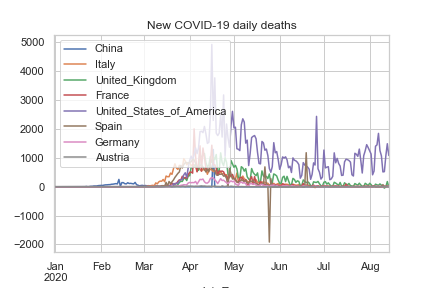 New COVID-19 daily deaths
5000
4000
3000
2000
1000
0
−1000
−2000
China
Italy
United_Kingdom
France
United_States_of_America
Spain
Germany
Austria
Jan Feb Mar Apr May Jun Jul Aug
2020